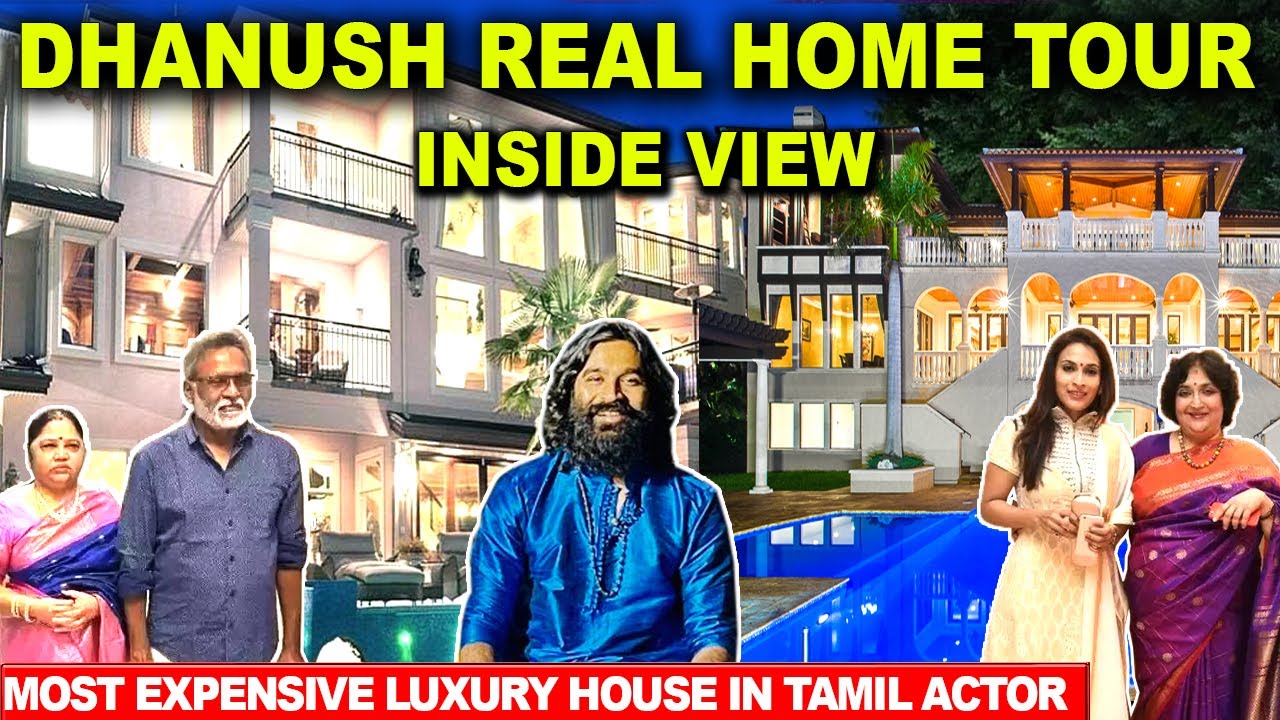 DHANUSH REAL HOME TOUR
INSIDE VIEW
MOST EXPENSIVE LUXURY HOUSE IN TAMIL ACTOR